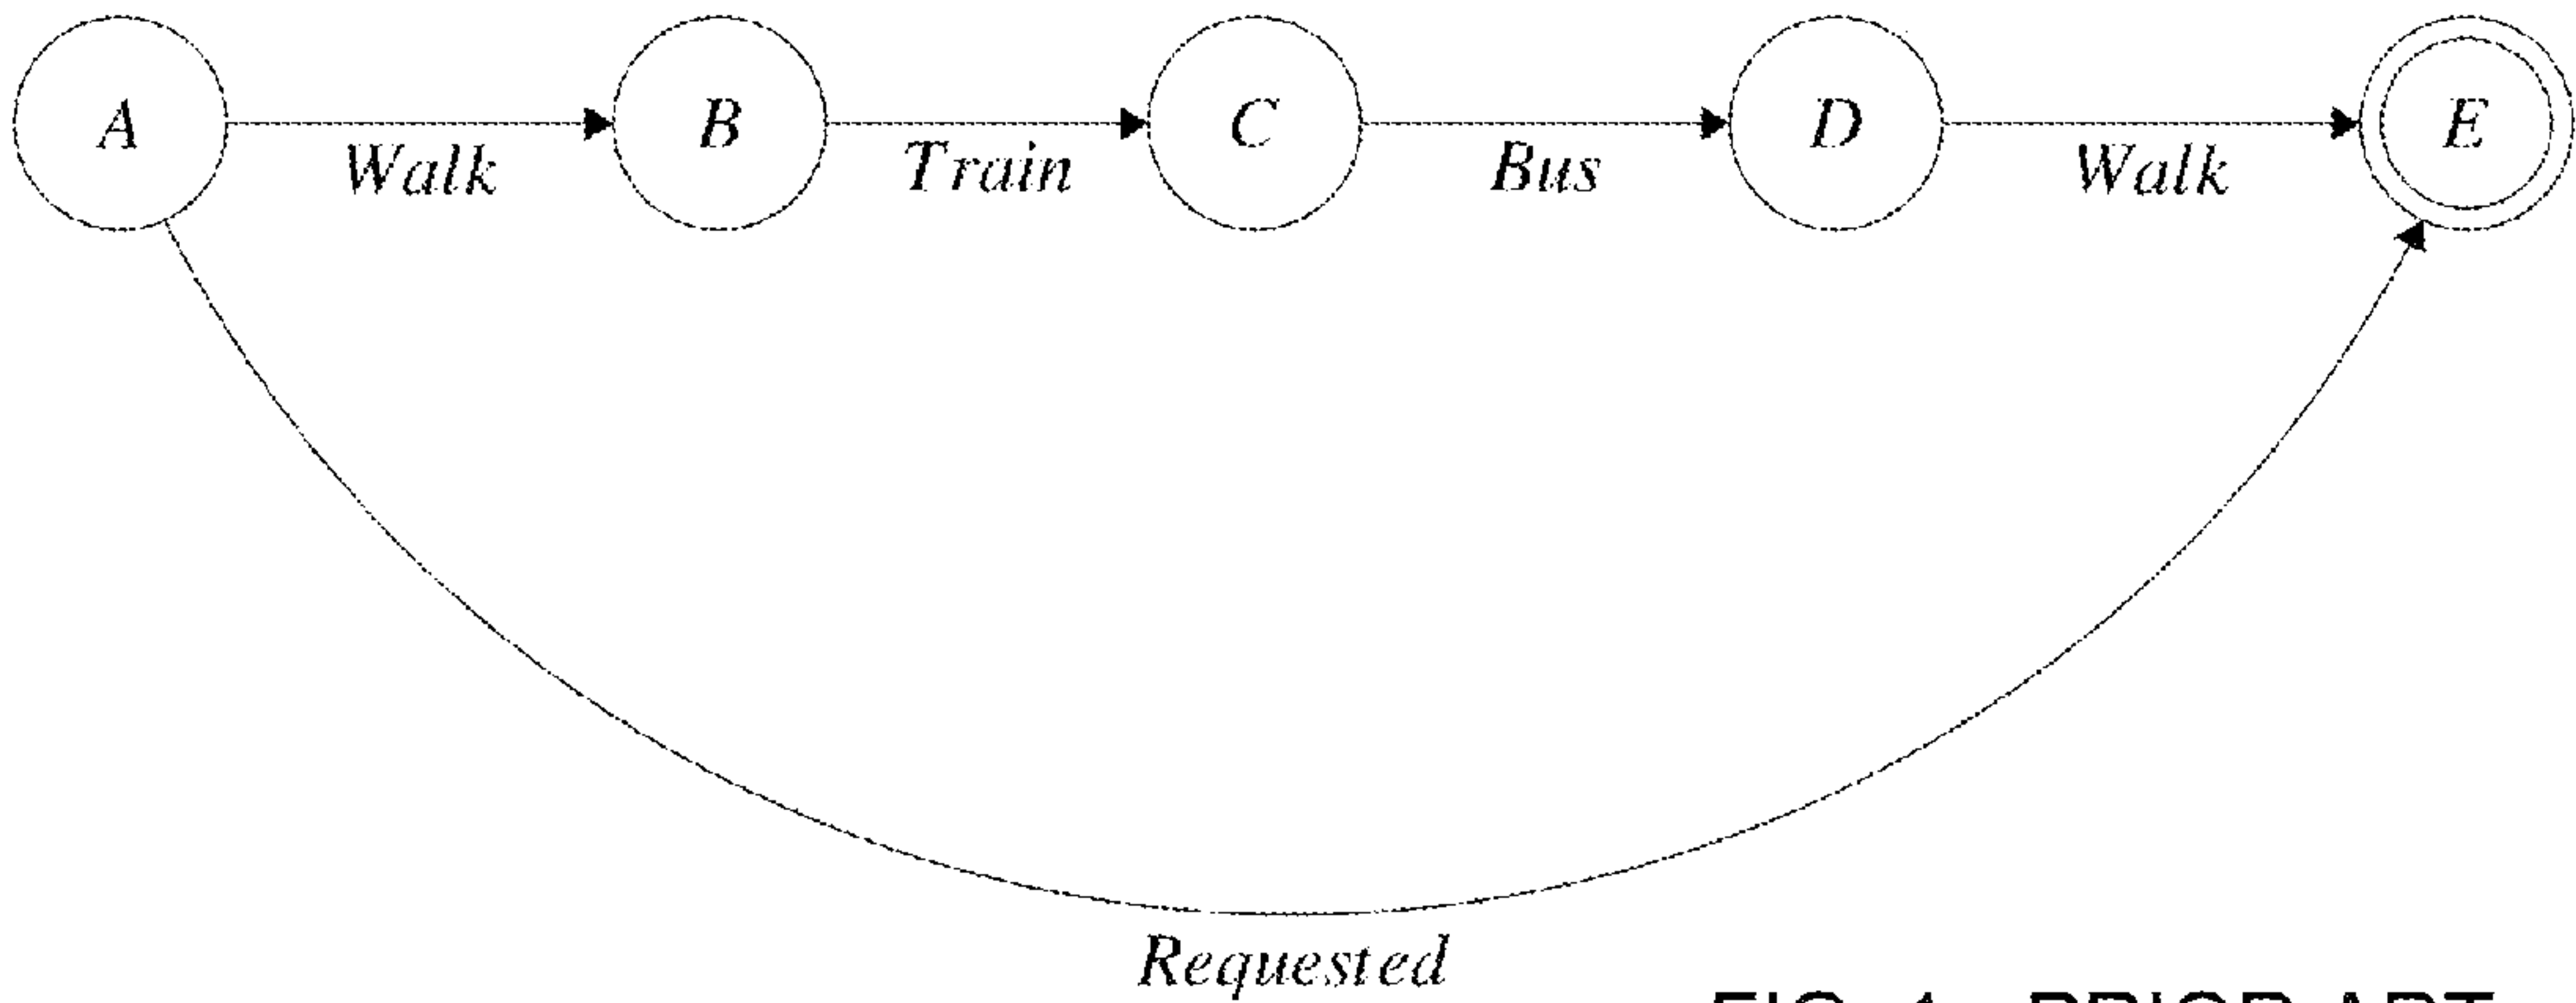 A B C D E
Walk Train Bus Walk
Requested
FIG. 1 - PRIOR ART